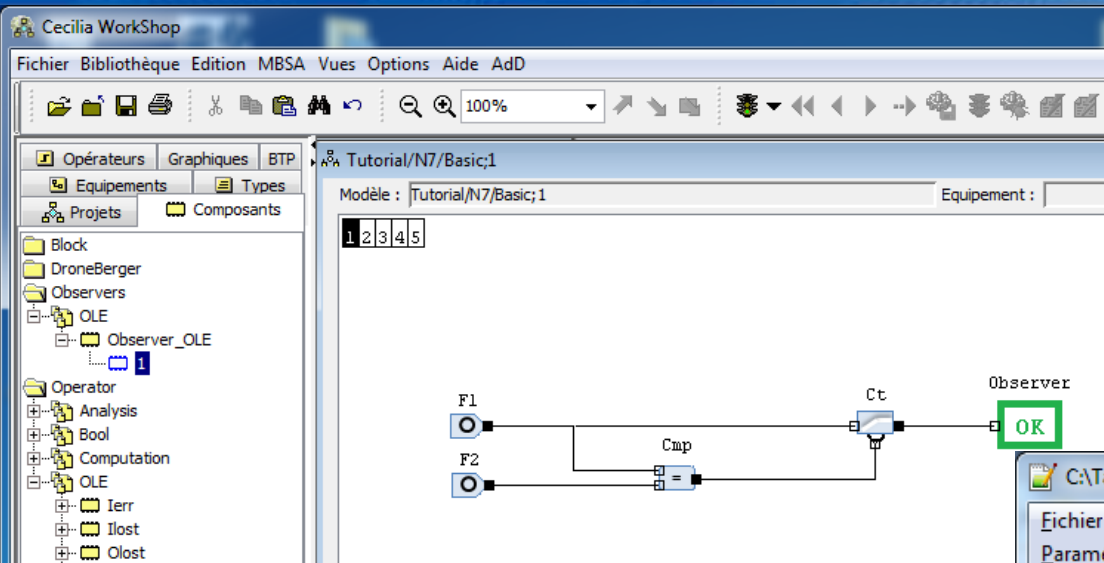 Cecilia WorkShop
Fichier Bibliothèque Edition MBSA Vues Options Aide AdD
100%
Opérateurs Graphiques BTP
Equipements Types
Projets Composants
Block
DroneBerger
Observers
OLE
Observer_OLE
1
Operator
Analysis
Bool
Computation
OLE
Ierr
Ilost
Olost
Tutorial/N7/Basic;1
Modèle : Tutorial/N7/Basic;1 Equipement :
1 2 3 4 5
F1
F2
Cmp
=
Ct
Observer
OK
Fichier